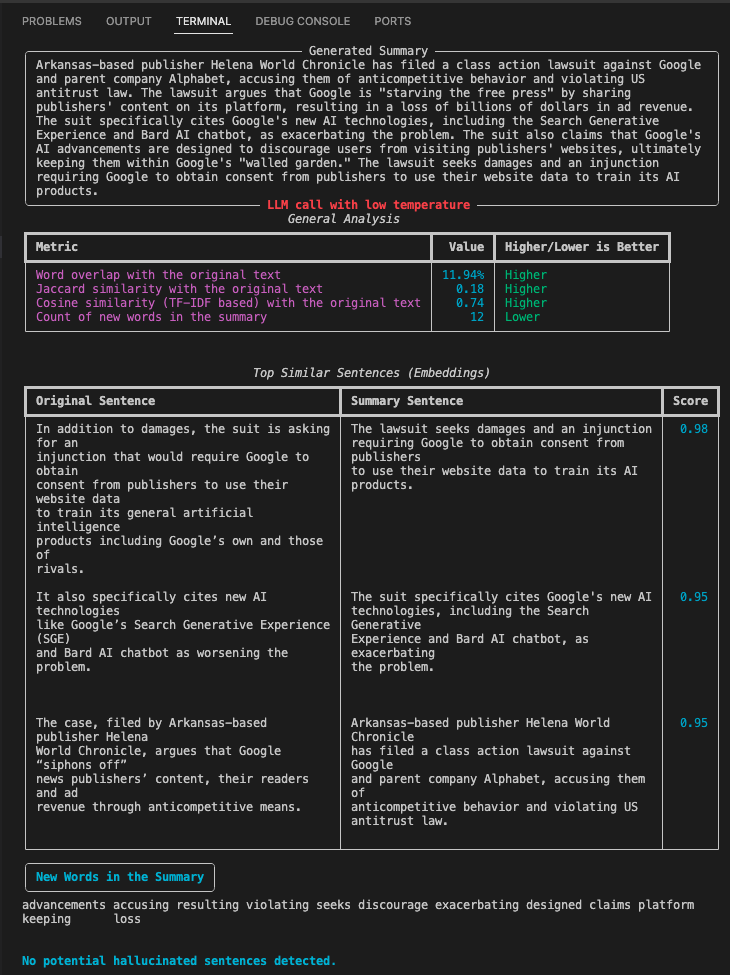 PROBLEMS OUTPUT TERMINAL DEBUG CONSOLE PORTS
Generated Summary
Arkansas-based publisher Helena World Chronicle has filed a class action lawsuit against Google
and parent company Alphabet, accusing them of anticompetitive behavior and violating US
antitrust law. The lawsuit argues that Google is "starving the free press" by sharing
publishers' content on its platform, resulting in a loss of billions of dollars in ad revenue.
The suit specifically cites Google's new AI technologies, including the Search Generative
Experience and Bard AI chatbot, as exacerbating the problem. The suit also claims that Google's
AI advancements are designed to discourage users from visiting publishers' websites, ultimately
keeping them within Google's "walled garden." The lawsuit seeks damages and an injunction
requiring Google to obtain consent from publishers to use their website data to train its AI
products.
LLM call with low temperature
General Analysis
Metric Value Higher/Lower is Better
Word overlap with the original text 11.94% Higher
Jaccard similarity with the original text 0.18 Higher
Cosine similarity (TF-IDF based) with the original text 0.74 Higher
Count of new words in the summary 12 Lower
Top Similar Sentences (Embeddings)
Original Sentence Summary Sentence Score
In addition to damages, the suit is asking
for an
injunction that would require Google to
obtain
consent from publishers to use their
website data
to train its general artificial
intelligence
products including Google’s own and those
of
rivals.
The lawsuit seeks damages and an injunction
requiring Google to obtain consent from
publishers
to use their website data to train its AI
products.
0.98
It also specifically cites new AI
technologies
like Google’s Search Generative Experience
(SGE)
and Bard AI chatbot as worsening the
problem.
The suit specifically cites Google's new AI
technologies, including the Search
Generative
Experience and Bard AI chatbot, as
exacerbating
the problem.
0.95
The case, filed by Arkansas-based
publisher Helena
World Chronicle, argues that Google
“siphons off”
news publishers’ content, their readers
and ad
revenue through anticompetitive means.
Arkansas-based publisher Helena World
Chronicle
has filed a class action lawsuit against
Google
and parent company Alphabet, accusing them
of
anticompetitive behavior and violating US
antitrust law.
0.95
New Words in the Summary
advancements accusing resulting violating seeks discourage exacerbating designed claims platform
keeping loss
No potential hallucinated sentences detected.